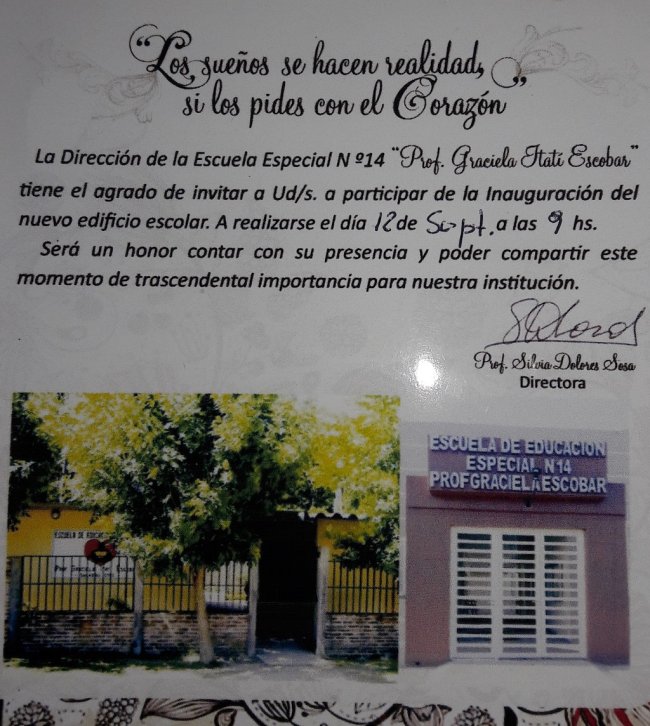 “Los sueños se hacen realidad,
si los pides con el Corazón”
La Dirección de la Escuela Especial N º14 “Prof. Graciela Itatí Escobar”
tiene el agrado de invitar a Ud/s. a participar de la Inauguración del
nuevo edificio escolar. A realizarse el día 12 de Sept. a las 9 hs.
Será un honor contar con su presencia y poder compartir este
momento de trascendental importancia para nuestra institución.
Prof. Silvia Dolores Sosa
Directora
ESCUELA DE EDUCACION
ESPECIAL N14
PROFGRACIELA ESCOBAR
ESCUELA DE